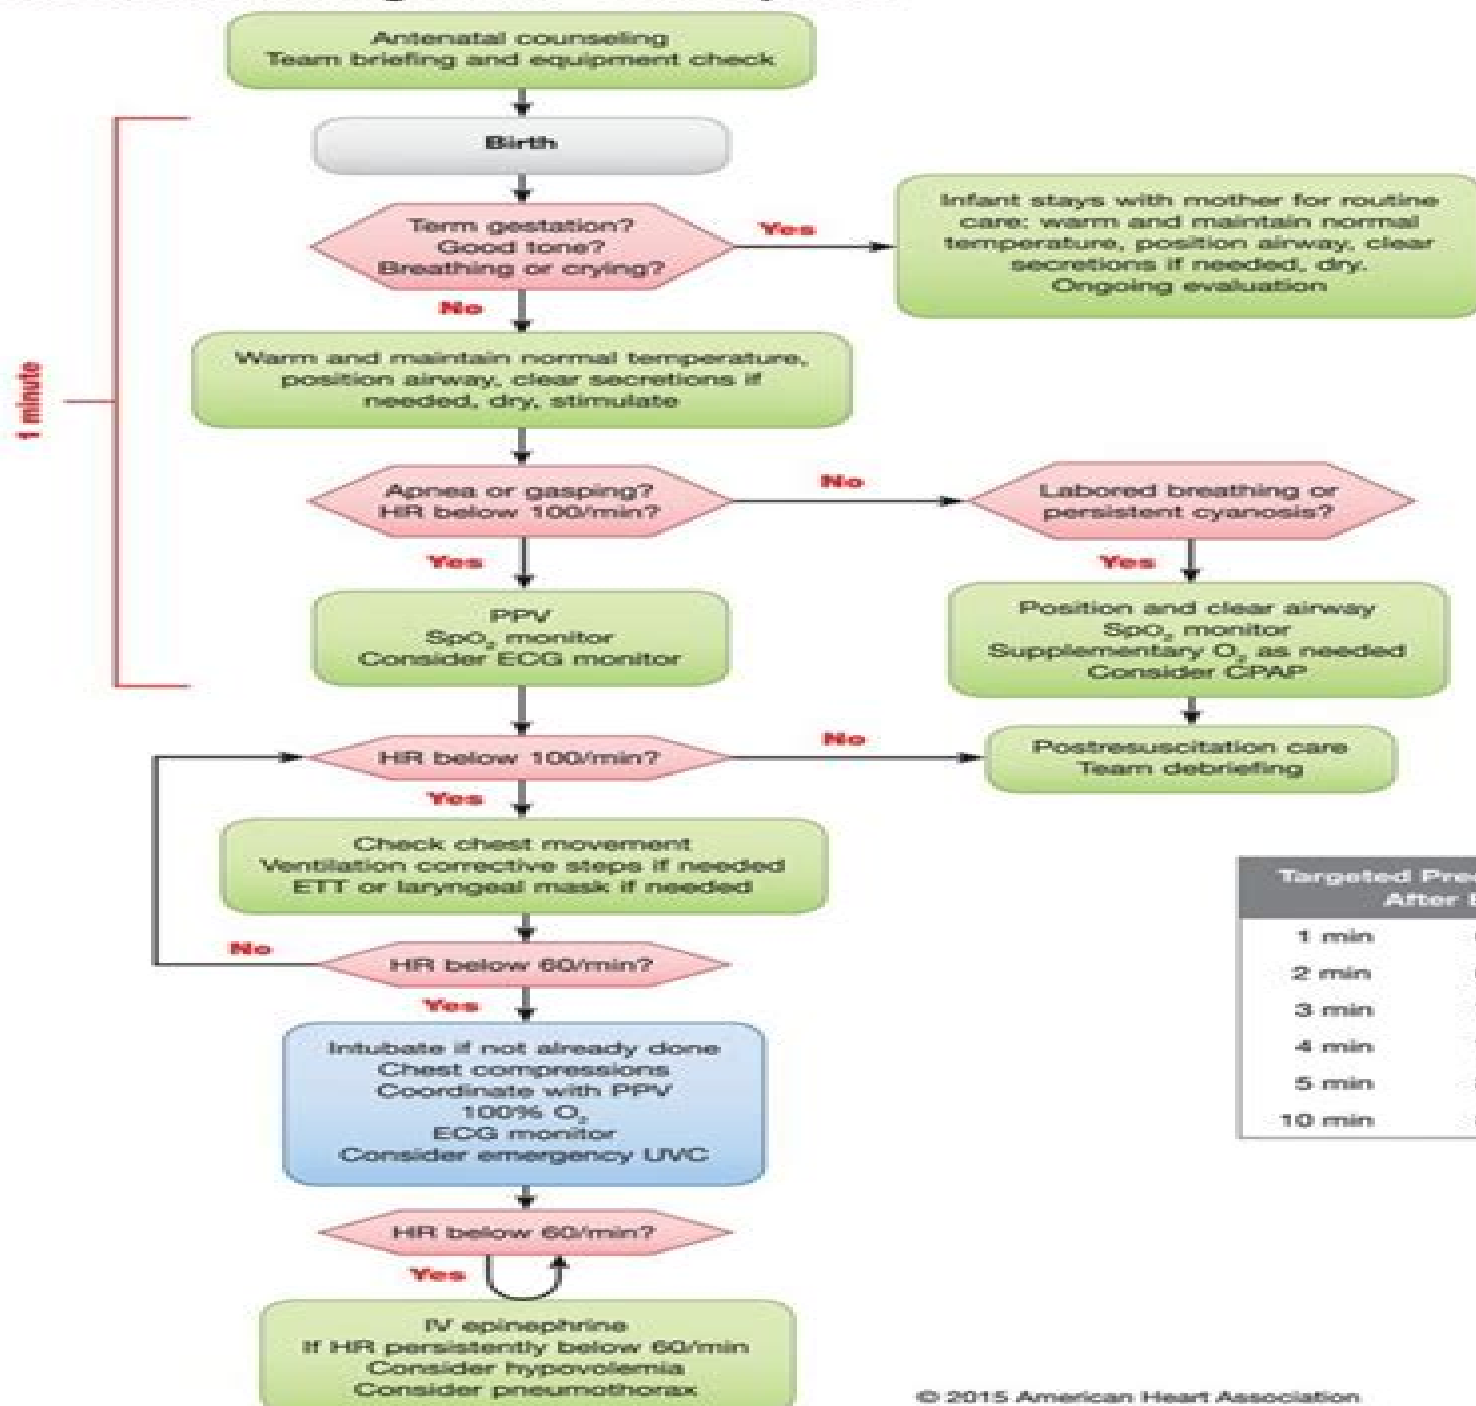 Antenatal counseling
Team briefing and equipment check
Birth
Term gestation?
Good tone?
Breathing or crying?
Yes
Infant stays with mother for routine
care: warm and maintain normal
temperature, position airway, clear
secretions if needed, dry.
Ongoing evaluation
No
1 minute
Warm and maintain normal temperature,
position airway, clear secretions if
needed, dry, stimulate
Apnea or gasping?
HR below 100/min?
No
Labored breathing or
persistent cyanosis?
Yes
Yes
PPV
SpO₂ monitor
Consider ECG monitor
Position and clear airway
SpO₂ monitor
Supplementary O₂ as needed
Consider CPAP
HR below 100/min?
No
Postresuscitation care
Team debriefing
Yes
Check chest movement
Ventilation corrective steps if needed
ETT or laryngeal mask if needed
No
HR below 60/min?
Yes
Intubate if not already done
Chest compressions
Coordinate with PPV
100% O₂
ECG monitor
Consider emergency UVC
HR below 60/min?
Yes
IV epinephrine
If HR persistently below 60/min
Consider hypovolemia
Consider pneumothorax
Targeted
After
1 min
2 min
3 min
4 min
5 min
10 min
© 2015 American Heart Association